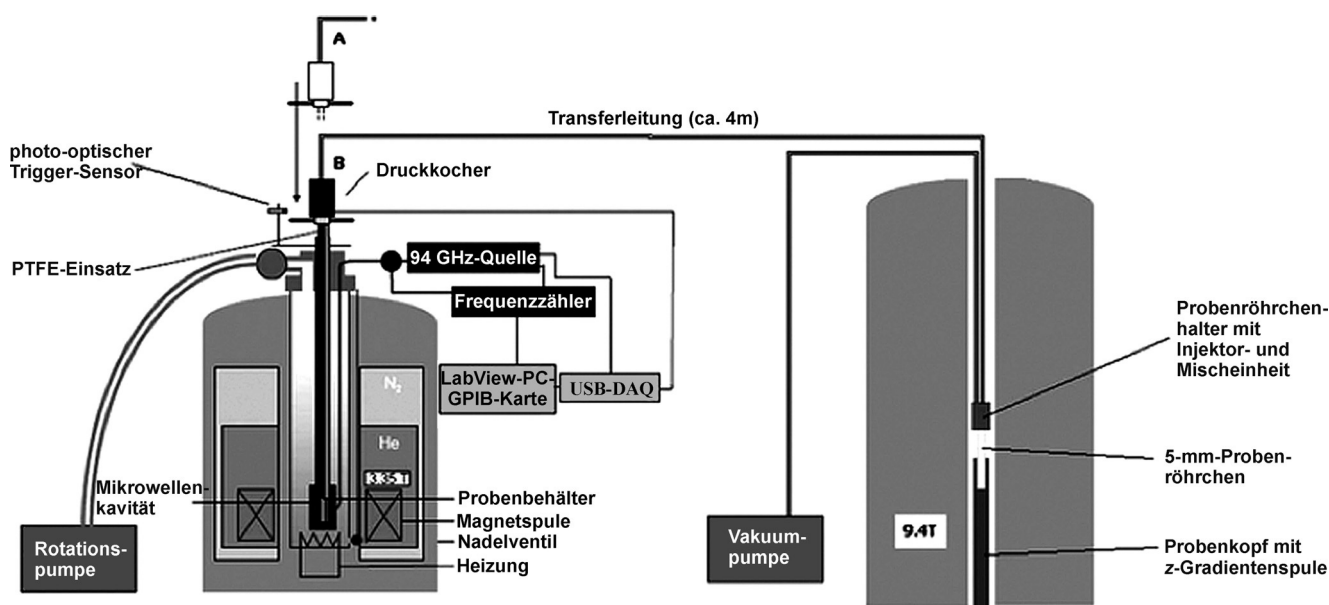 A
Transferleitung (ca. 4m)
photo-optischer
Trigger-Sensor
B
Druckkocher
PTFE-Einsatz
94 GHz-Quelle
Frequenzzähler
LabView-PC-
GPIB-Karte
USB-DAQ
N2
He
Mikrowellen-
kavität
Probenbehälter
Magnetspule
Nadelventil
Heizung
Rotations-
pumpe
Vakuum-
pumpe
9.4T
Probenröhrchen-
halter mit
Injektor- und
Mischeinheit
5-mm-Proben-
röhrchen
Probenkopf mit
z-Gradientenspule